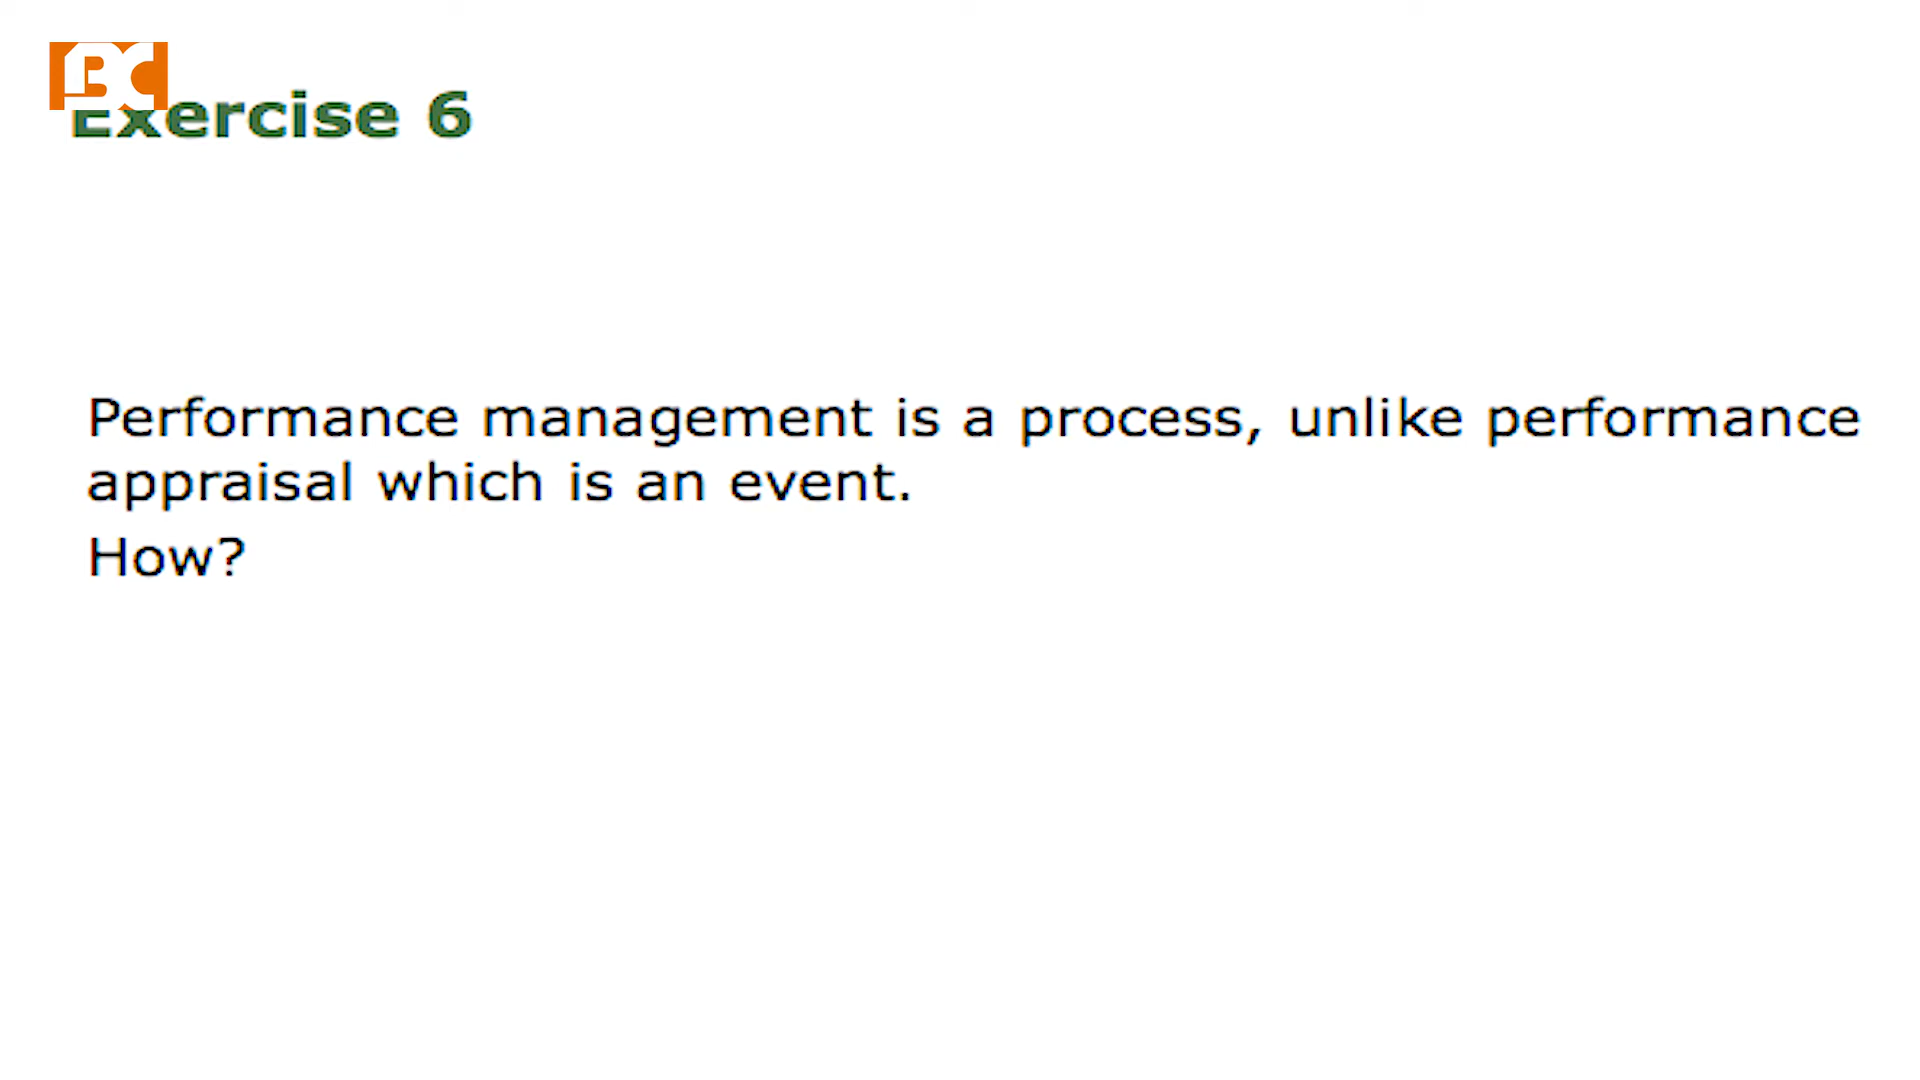 Exercise 6
Performance management is a process, unlike performance
appraisal which is an event.
How?